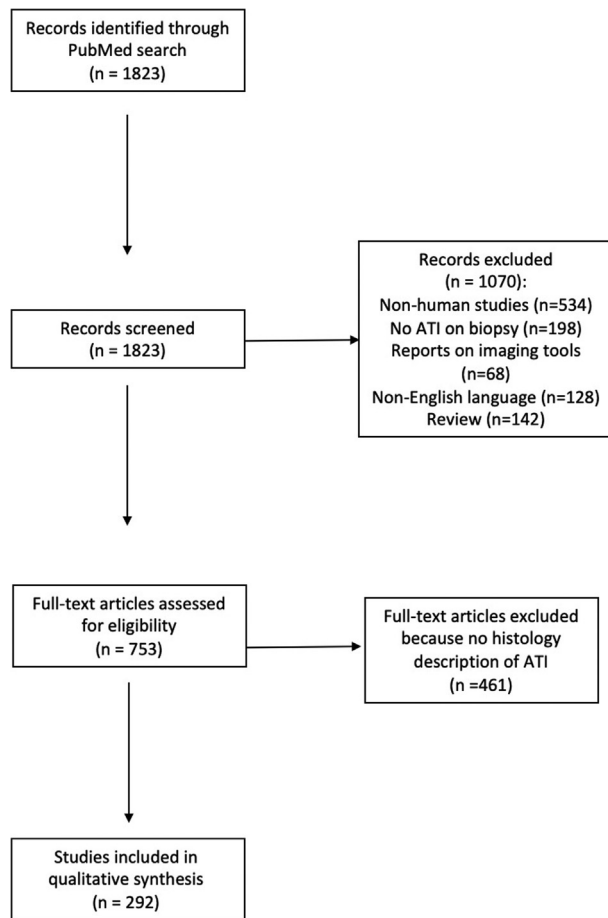 Records identified through
PubMed search
(n = 1823)
Records screened
(n = 1823)
Records excluded
(n = 1070):
Non-human studies (n=534)
No ATI on biopsy (n=198)
Reports on imaging tools
(n=68)
Non-English language (n=128)
Review (n=142)
Full-text articles assessed
for eligibility
(n = 753)
Full-text articles excluded
because no histology
description of ATI
(n =461)
Studies included in
qualitative synthesis
(n = 292)